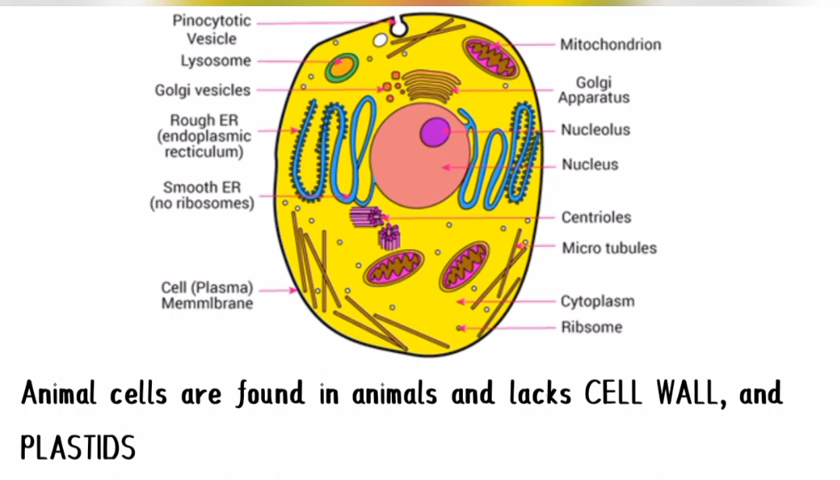 Pinocytotic
Vesicle
Lysosome
Golgi vesicles
Rough ER
(endoplasmic
recticulum)
Smooth ER
(no ribosomes)
Cell (Plasma)
Memmlbrane
Mitochondrion
Golgi
Apparatus
Nucleolus
Nucleus
Centrioles
Micro tubules
Cytoplasm
Ribsome
Animal cells are found in animals and lacks CELL WALL, and
PLASTIDS